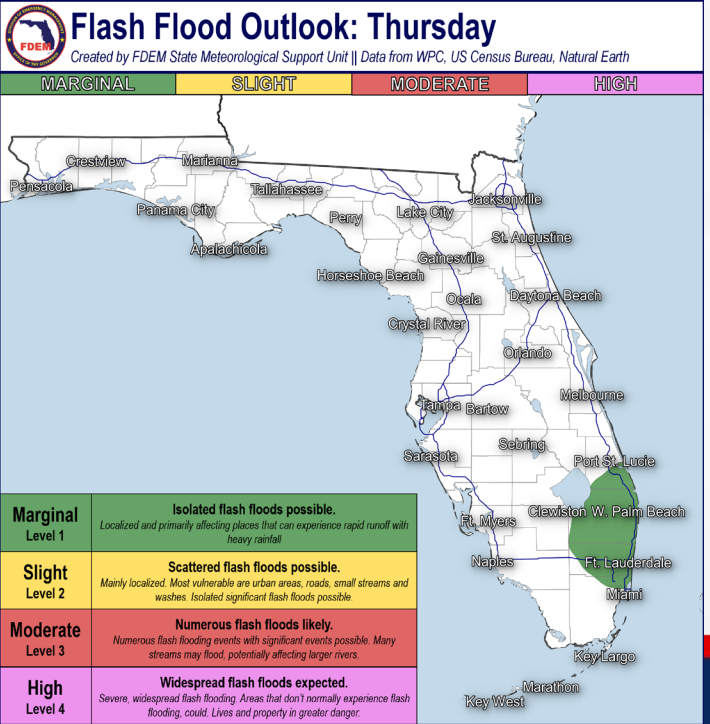 Flash Flood Outlook: Thursday
Created by FDEM State Meteorological Support Unit || Data from WPC, US Census Bureau, Natural Earth
FDEM
MARGINAL
SLIGHT
MODERATE
HIGH
Crestview
Marianna
Pensacola
Tallahassee
Jacksonville
Panama City
Perry
Lake City
St. Augustine
Apalachicola
Gainesville
Horseshoe Beach
Ocala
Daytona Beach
Crystal River
Orlando
Melbourne
Tampa
Bartow
Sebring
Sarasota
Port St. Lucie
Clewiston
W. Palm Beach
Ft. Myers
Naples
Ft. Lauderdale
Miami
Key Largo
Marathon
Key West
Marginal
Level 1
Isolated flash floods possible.
Localized and primarily affecting places that can experience rapid runoff with
heavy rainfall
Slight
Level 2
Scattered flash floods possible.
Mainly localized. Most vulnerable are urban areas, roads, small streams and
washes. Isolated significant flash floods possible.
Moderate
Level 3
Numerous flash floods likely.
Numerous flash flooding events with significant events possible. Many
streams may flood, potentially affecting larger rivers.
High
Level 4
Widespread flash floods expected.
Severe, widespread flash flooding. Areas that don't normally experience flash
flooding, could. Lives and property in greater danger.